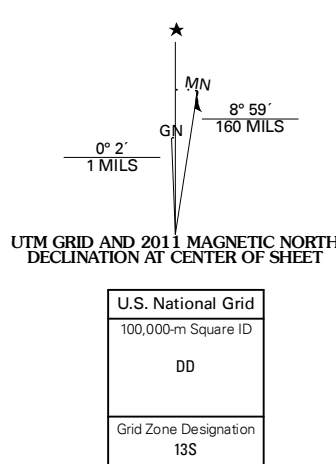 MN
8° 59´
160 MILS
GN
0° 2´
1 MILS
UTM GRID AND 2011 MAGNETIC NORTH
DECLINATION AT CENTER OF SHEET
U.S. National Grid
100,000-m Square ID
DD
Grid Zone Designation
13S